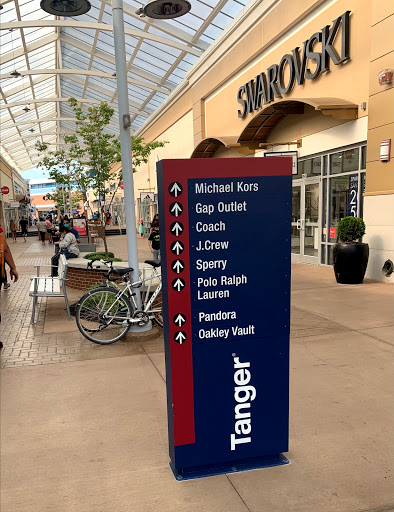 SWAROVSKI
Michael Kors
Gap Outlet
Coach
J.Crew
Sperry
Polo Ralph
Lauren
Pandora
Oakley Vault
Tanger®